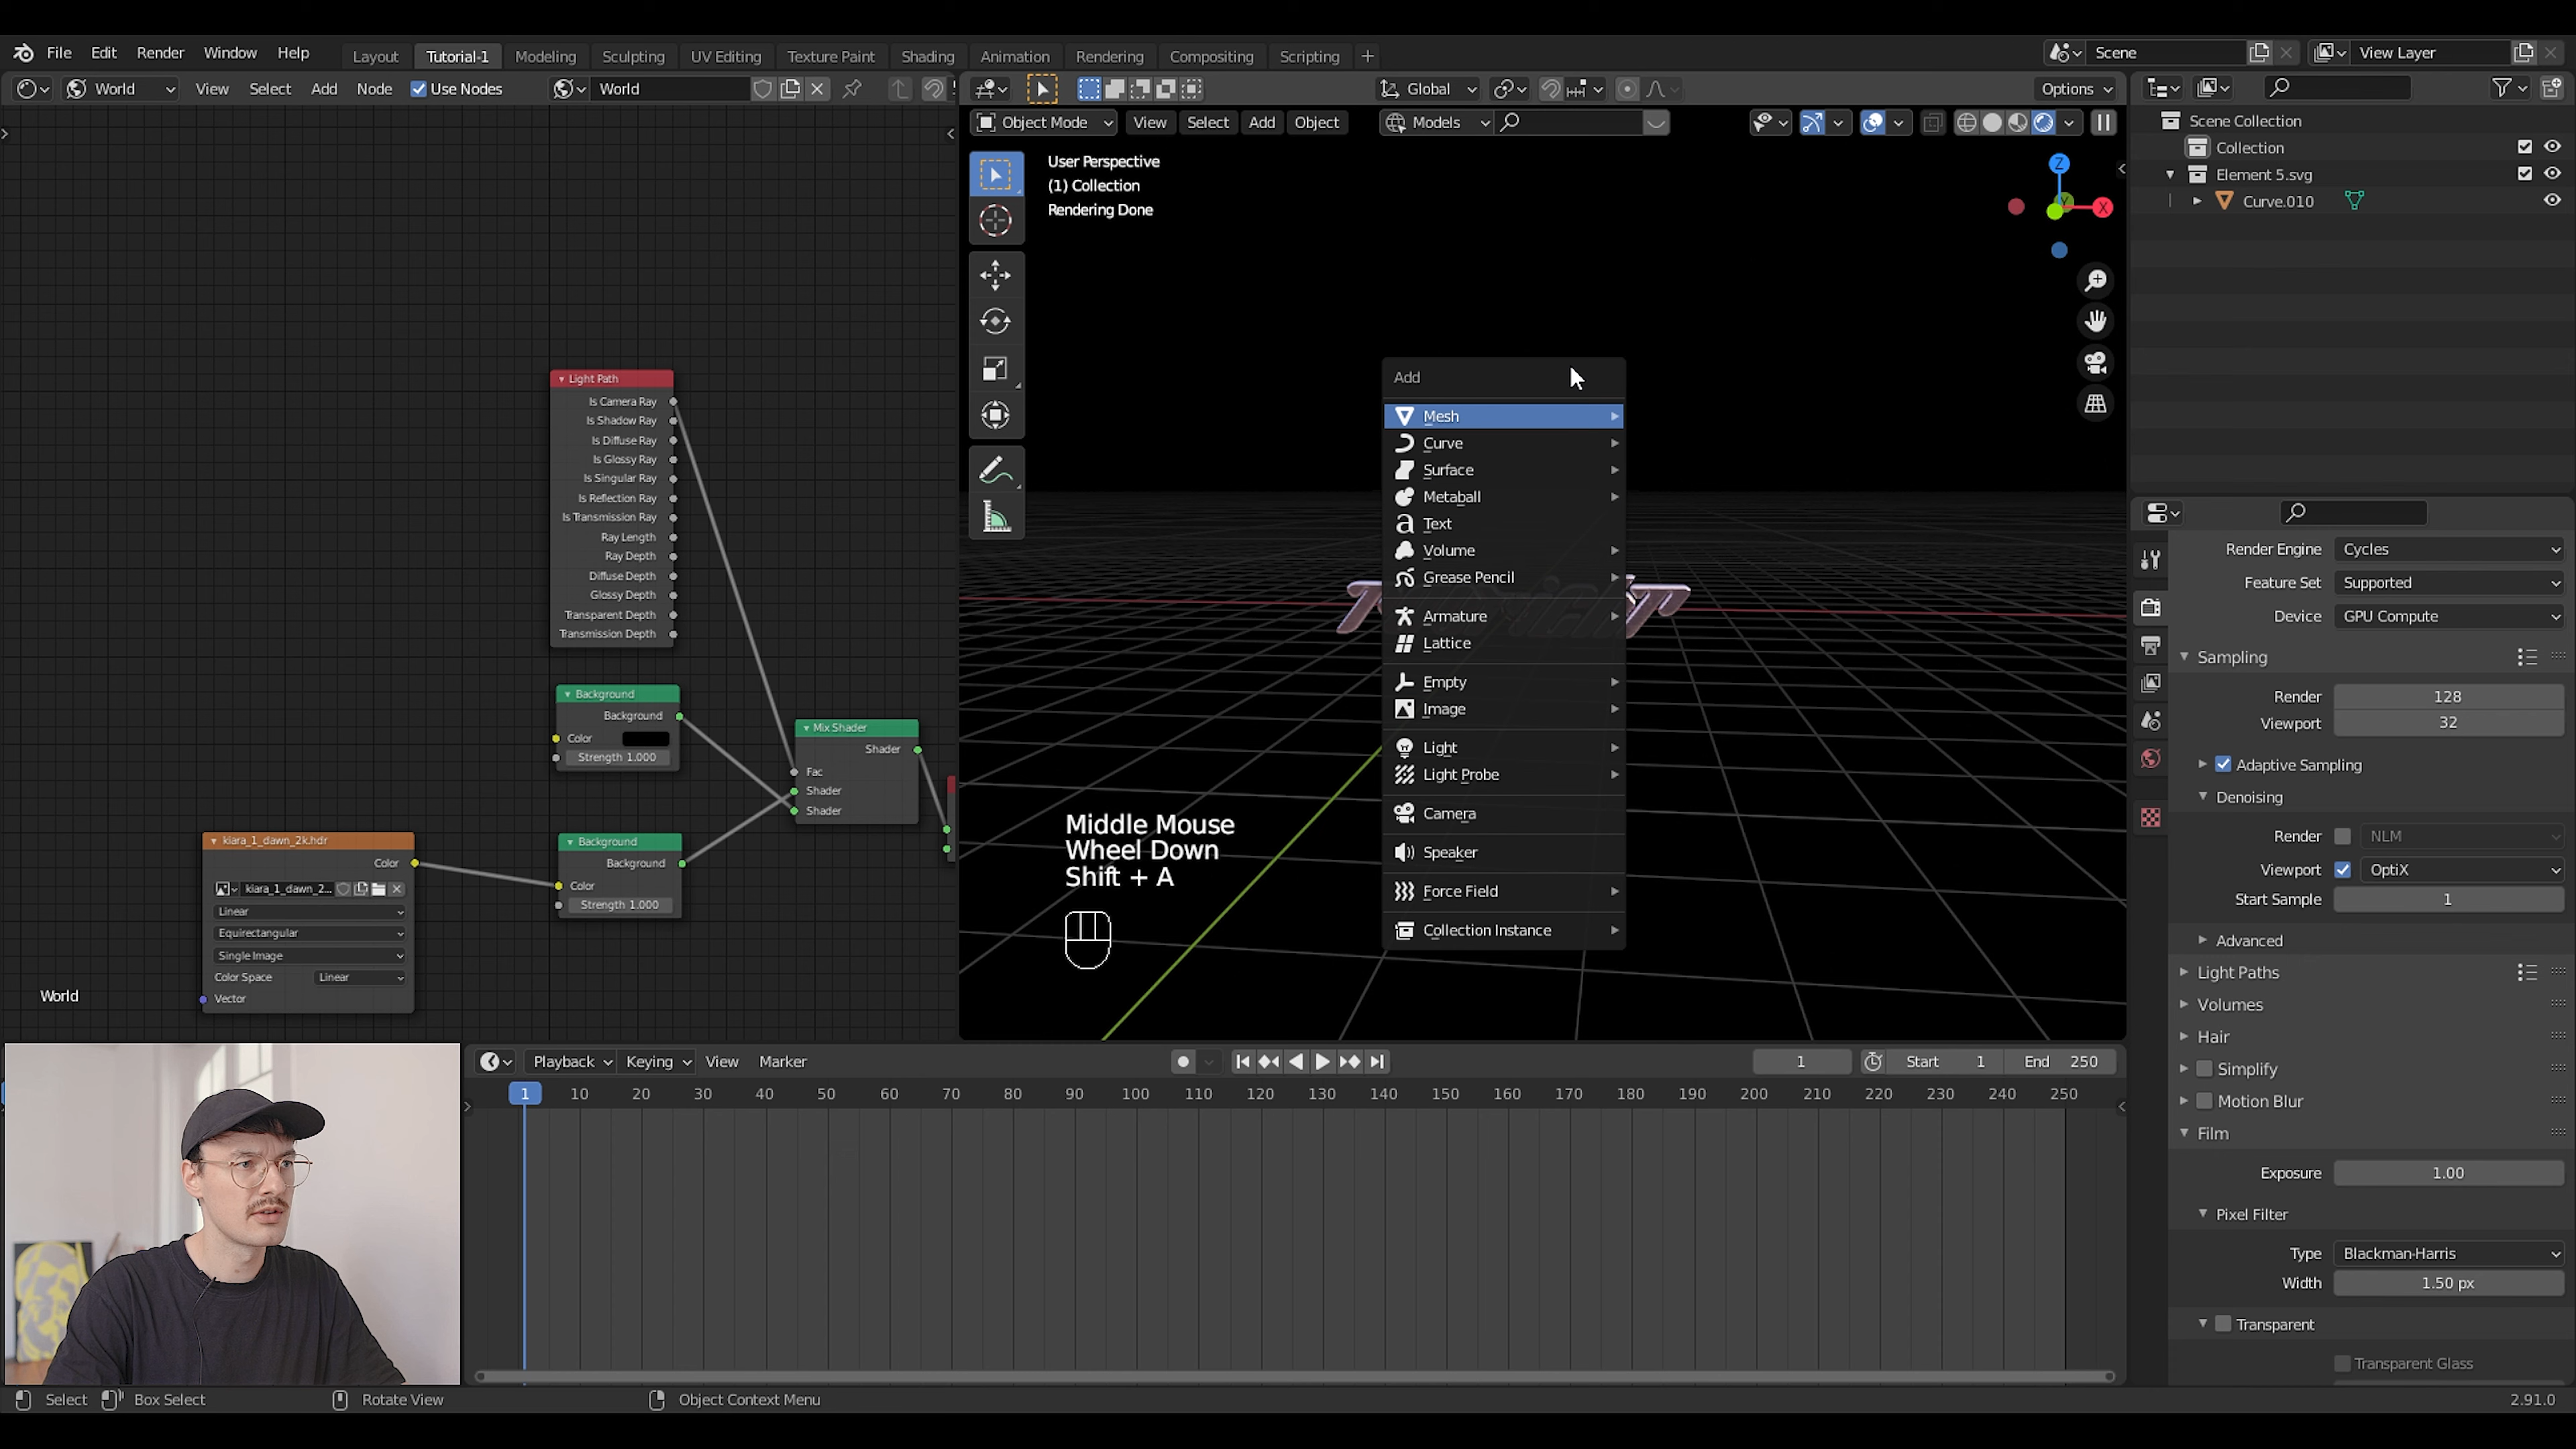 File Edit Render Window Help Layout Tutorial-1 Modeling Sculpting UV Editing Texture Paint Shading Animation Rendering Compositing Scripting + Scene View Layer
World View Select Add Node Use Nodes World
Global Options
Object Mode View Select Add Object Models
User Perspective
(1) Collection
Rendering Done
Z
Y
X
Scene Collection
Collection
Element 5.svg
Curve.010
Light Path
Is Camera Ray
Is Shadow Ray
Is Diffuse Ray
Is Glossy Ray
Is Singular Ray
Is Reflection Ray
Is Transmission Ray
Ray Length
Ray Depth
Diffuse Depth
Glossy Depth
Transparent Depth
Transmission Depth
Background
Background
Color
Strength 1.000
Mix Shader
Shader
Fac
Shader
Shader
kiara_1_dawn_2k.hdr
Color
kiara_1_dawn_2...
Linear
Equirectangular
Single Image
Color Space Linear
Vector
Background
Background
Color
Strength 1.000
World
Add
Mesh
Curve
Surface
Metaball
Text
Volume
Grease Pencil
Armature
Lattice
Empty
Image
Light
Light Probe
Camera
Speaker
Force Field
Collection Instance
Middle Mouse
Wheel Down
Shift + A
Render Engine Cycles
Feature Set Supported
Device GPU Compute
Sampling
Render 128
Viewport 32
Adaptive Sampling
Denoising
Render NLM
Viewport OptiX
Start Sample 1
Advanced
Light Paths
Volumes
Hair
Simplify
Motion Blur
Film
Exposure 1.00
Pixel Filter
Type Blackman-Harris
Width 1.50 px
Transparent
Transparent Glass
Playback Keying View Marker 1 Start 1 End 250
1 10 20 30 40 50 60 70 80 90 100 110 120 130 140 150 160 170 180 190 200 210 220 230 240 250
Select Box Select Rotate View Object Context Menu 2.91.0